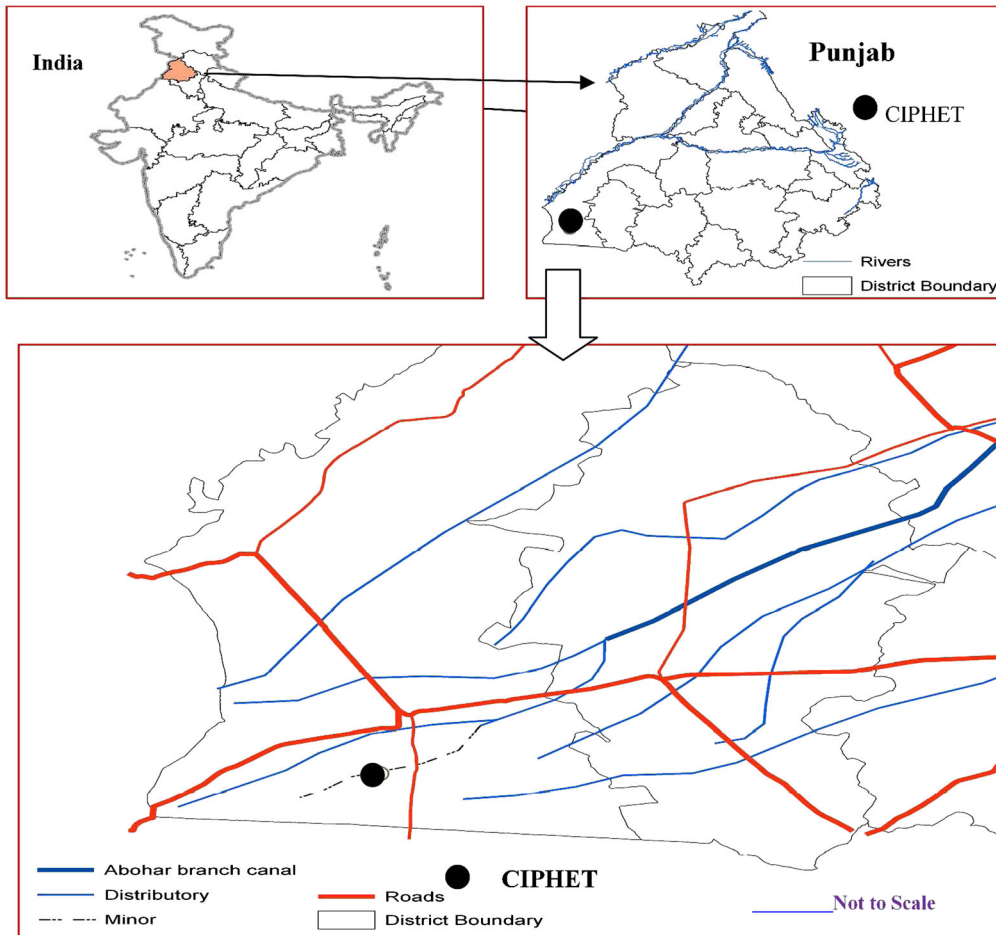 India
Punjab
CIPHET
Rivers
District Boundary
Abohar branch canal
Distributory
Minor
CIPHET
Roads
District Boundary
Not to Scale